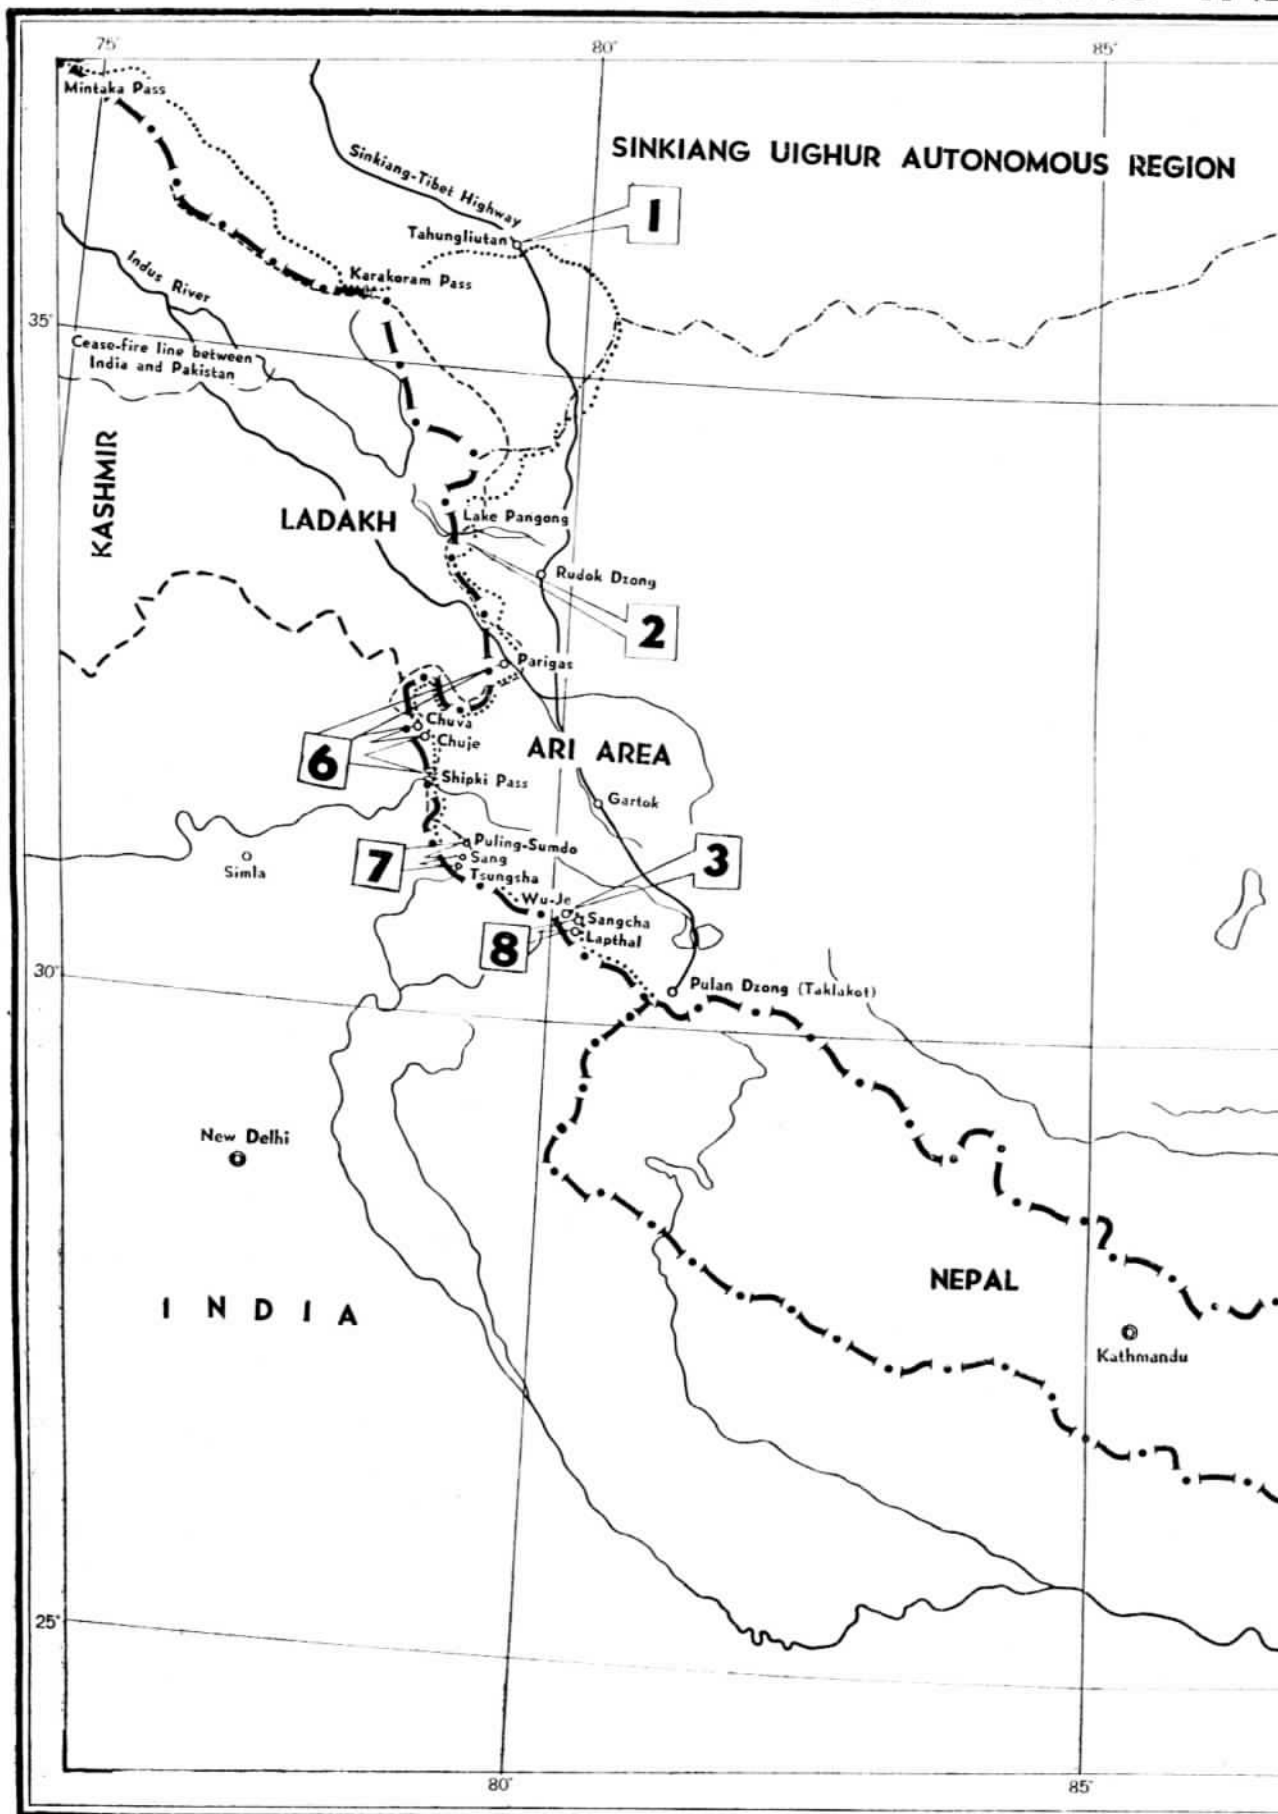 75°
80°
85°
Mintaka Pass
SINKIANG UIGHUR AUTONOMOUS REGION
Sinkiang-Tibet Highway
1
Tahungliutan
Karakoram Pass
Indus River
35°
Cease-fire line between
India and Pakistan
KASHMIR
LADAKH
Lake Pangong
Rudok Dzong
2
Parigas
Chuva
Chuje
6
ARI AREA
Shipki Pass
Gartok
Simla
7
Puling-Sumdo
Sang
Tsungsha
3
Wu-Je
Sangcha
Lapthal
8
30°
Pulan Dzong (Taklakot)
New Delhi
NEPAL
INDIA
Kathmandu
25°
80°
85°